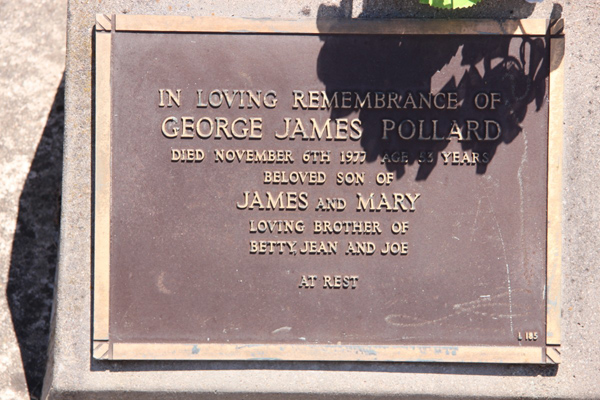 IN LOVING REMEMBRANCE OF
GEORGE JAMES POLLARD
DIED NOVEMBER 6TH 1977 AGE 53 YEARS
BELOVED SON OF
JAMES AND MARY
LOVING BROTHER OF
BETTY, JEAN AND JOE
AT REST
L 185